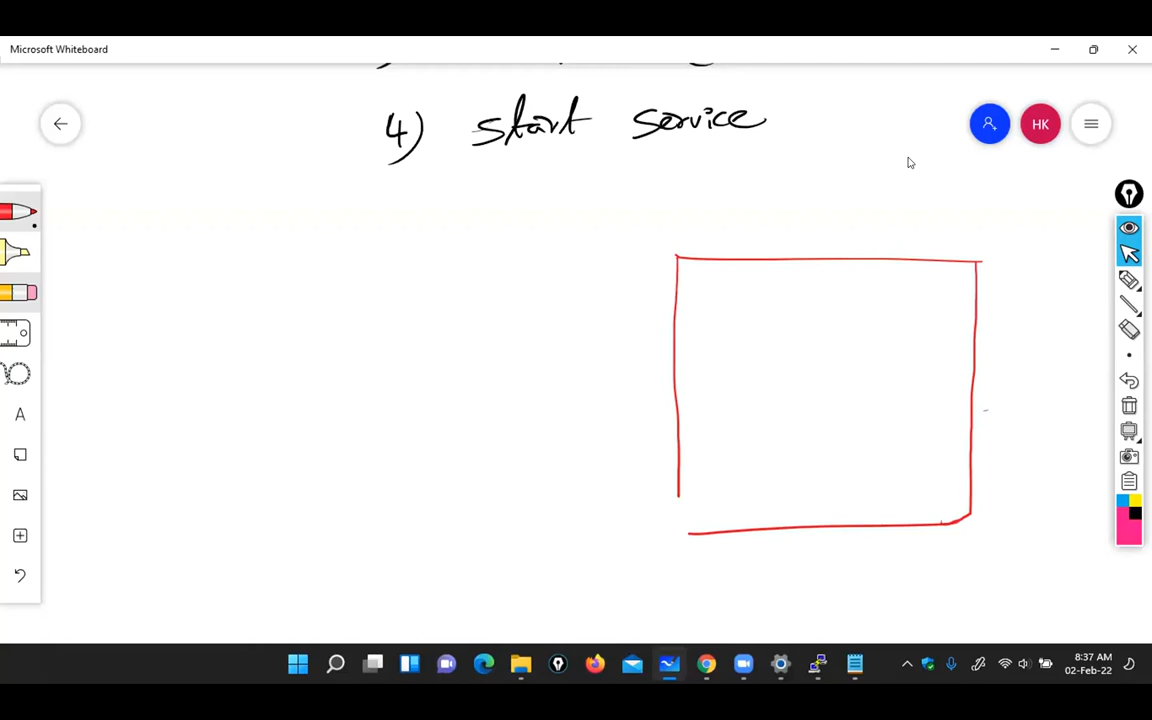 Microsoft Whiteboard
4) start service
HK
A
8:37 AM
02-Feb-22